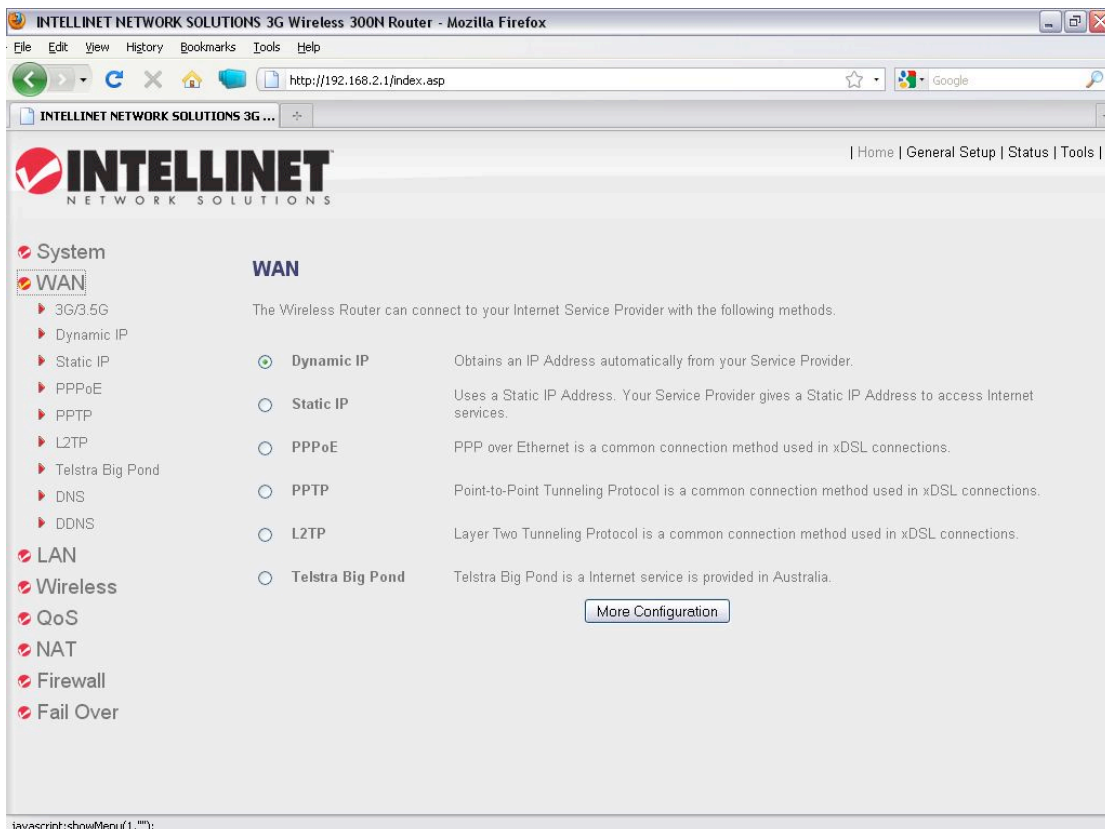 INTELLINET NETWORK SOLUTIONS 3G Wireless 300N Router - Mozilla Firefox
File Edit View History Bookmarks Tools Help
http://192.168.2.1/index.asp
Google
INTELLINET NETWORK SOLUTIONS 3G ...
INTELLINET
NETWORK SOLUTIONS
| Home | General Setup | Status | Tools |
System
WAN
3G/3.5G
Dynamic IP
Static IP
PPPoE
PPTP
L2TP
Telstra Big Pond
DNS
DDNS
LAN
Wireless
QoS
NAT
Firewall
Fail Over
WAN
The Wireless Router can connect to your Internet Service Provider with the following methods.
Dynamic IP Obtains an IP Address automatically from your Service Provider.
Static IP Uses a Static IP Address. Your Service Provider gives a Static IP Address to access Internet
services.
PPPoE PPP over Ethernet is a common connection method used in xDSL connections.
PPTP Point-to-Point Tunneling Protocol is a common connection method used in xDSL connections.
L2TP Layer Two Tunneling Protocol is a common connection method used in xDSL connections.
Telstra Big Pond Telstra Big Pond is a Internet service is provided in Australia.
More Configuration
javascript:showMenu(1,"");